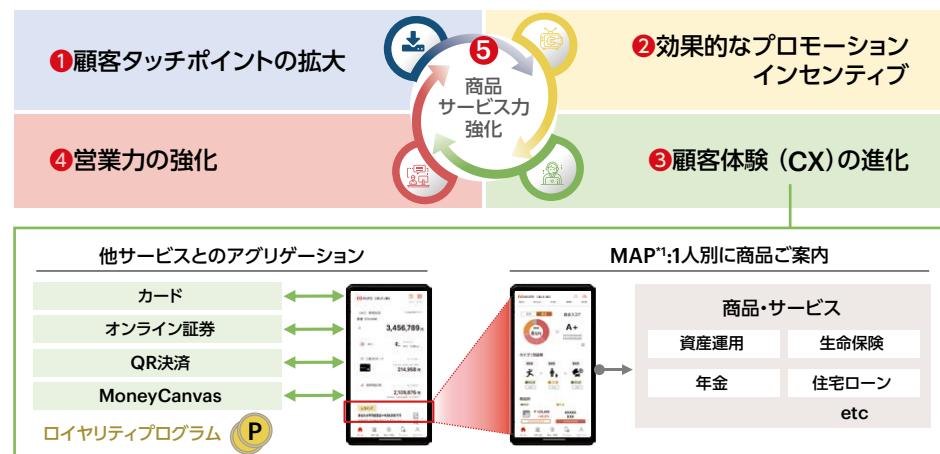 ❶顧客タッチポイントの拡大
❷効果的なプロモーション
インセンティブ
❺
商品
サービス力
強化
❹営業力の強化
❸顧客体験（CX）の進化
他サービスとのアグリゲーション
カード
オンライン証券
QR決済
MoneyCanvas
ロイヤリティプログラム
P
3,456,789
214,958
2,109,876
MAP*1:1人別に商品ご案内
A+
商品・サービス
資産運用
生命保険
年金
住宅ローン
etc